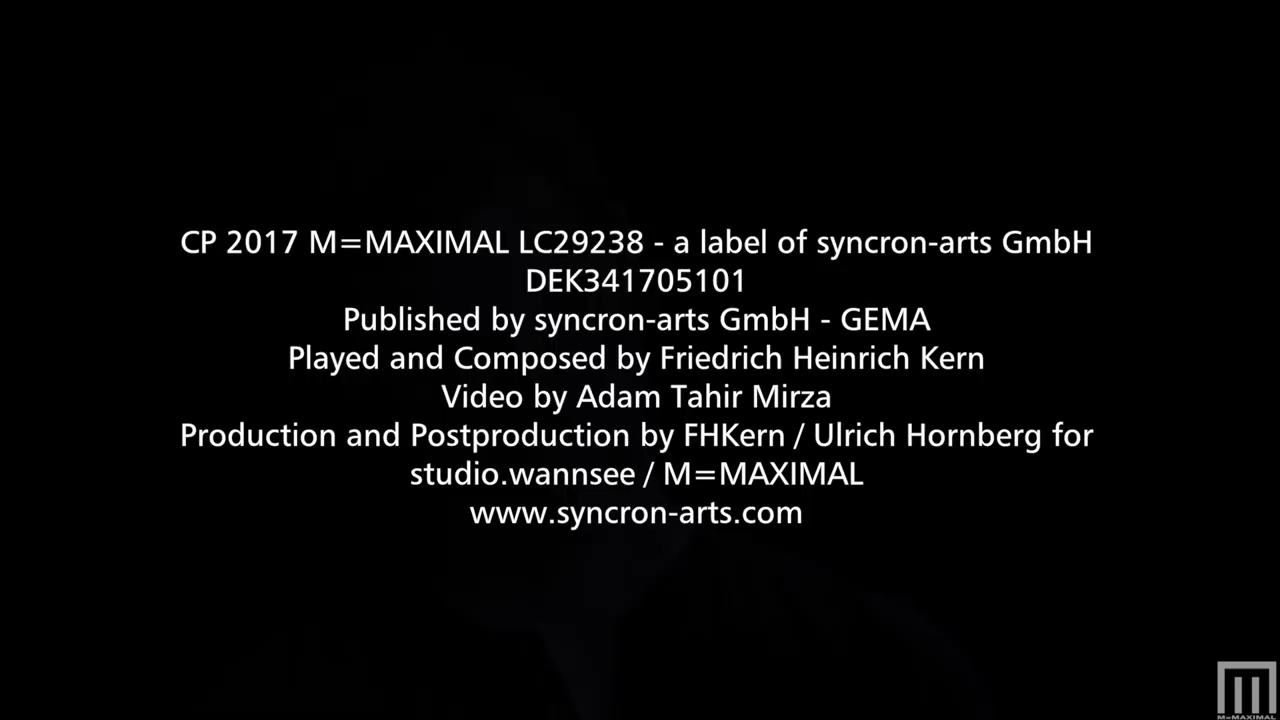 CP 2017 M=MAXIMAL LC29238 - a label of syncron-arts GmbH
DEK341705101
Published by syncron-arts GmbH - GEMA
Played and Composed by Friedrich Heinrich Kern
Video by Adam Tahir Mirza
Production and Postproduction by FHKern / Ulrich Hornberg for
studio.wannsee / M=MAXIMAL
www.syncron-arts.com
M=MAXIMAL